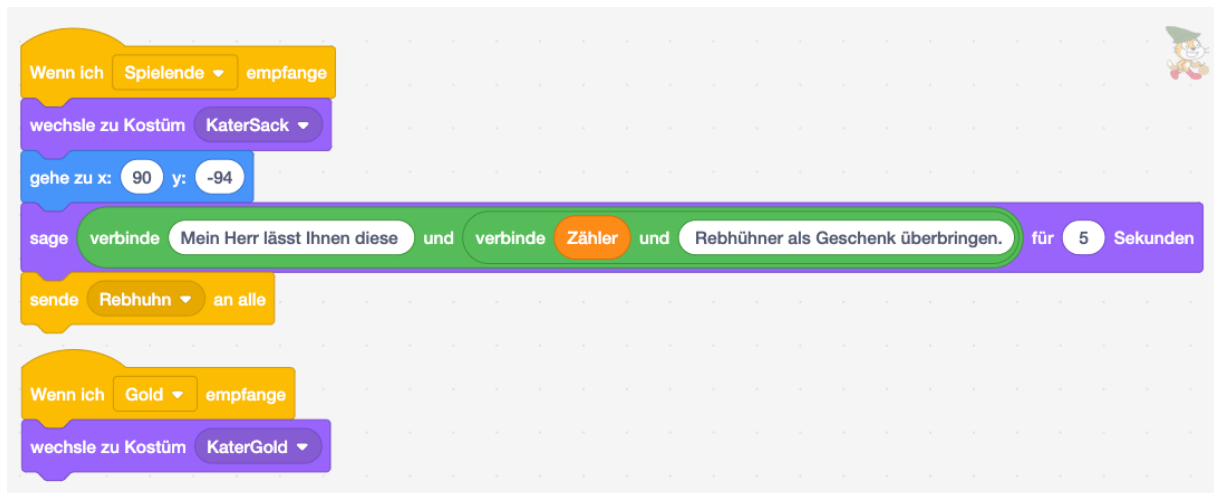 Wenn ich Spielende empfange
wechsle zu Kostüm KaterSack
gehe zu x: 90 y: -94
sage verbinde Mein Herr lässt Ihnen diese und verbinde Zähler und Rebhühner als Geschenk überbringen. für 5 Sekunden
sende Rebhuhn an alle
Wenn ich Gold empfange
wechsle zu Kostüm KaterGold